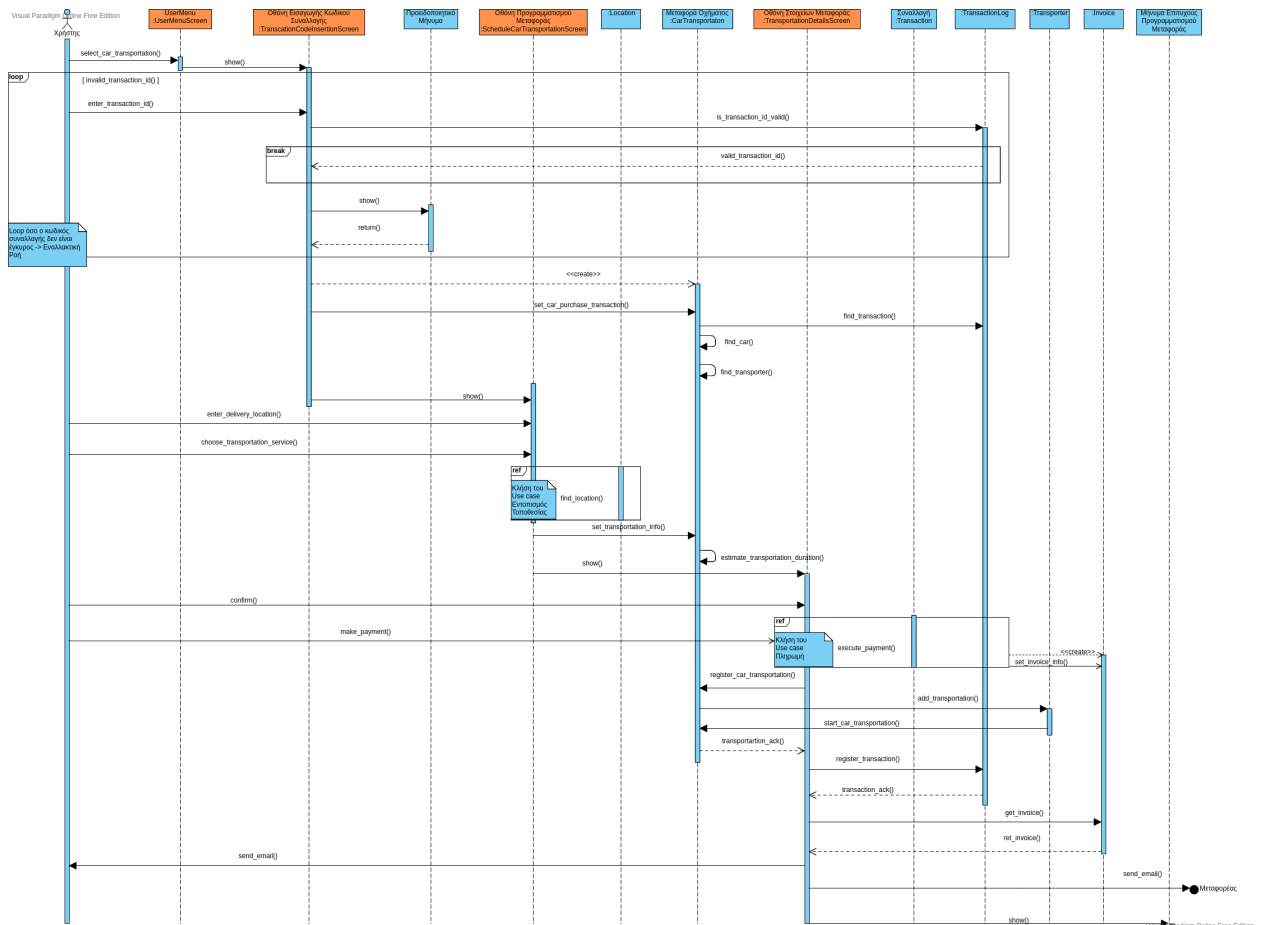 Visual Paradigm Online Free Edition
Χρήστης
UserMenu
:UserMenuScreen
Οθόνη Εισαγωγής Κωδικού
Συναλλαγής
:TranscationCodeInsertionScreen
Προειδοποιητικό
Μήνυμα
Οθόνη Προγραμματισμού
Μεταφοράς
:ScheduleCarTransportationScreen
:Location
Μεταφορά Οχήματος
:CarTransportaton
Οθόνη Στοιχείων Μεταφοράς
:TransportationDetailsScreen
Συναλλαγή
:Transaction
:TransactionLog
:Transporter
:Invoice
Μήνυμα Επιτυχούς
Προγραμματισμού
Μεταφοράς
select_car_transportation()
show()
loop
[ invalid_transaction_id() ]
enter_transaction_id()
is_transaction_id_valid()
break
valid_transaction_id()
show()
return()
Loop όσο ο κωδικός
συναλλαγής δεν είναι
έγκυρος -> Εναλλακτική
Ροή
<<create>>
set_car_purchase_transaction()
find_transaction()
find_car()
find_transporter()
show()
enter_delivery_location()
choose_transportation_service()
ref
Κλήση του
Use case
Εντοπισμός
Τοποθεσίας
find_location()
set_transportation_info()
estimate_transportation_duration()
show()
confirm()
ref
make_payment()
Κλήση του
Use case
Πληρωμή
execute_payment()
<<create>>
set_invoice_info()
register_car_transportation()
add_transportation()
start_car_transportation()
transportartion_ack()
register_transaction()
transaction_ack()
get_invoice()
ret_invoice()
send_email()
send_email()
Μεταφορέας
show()